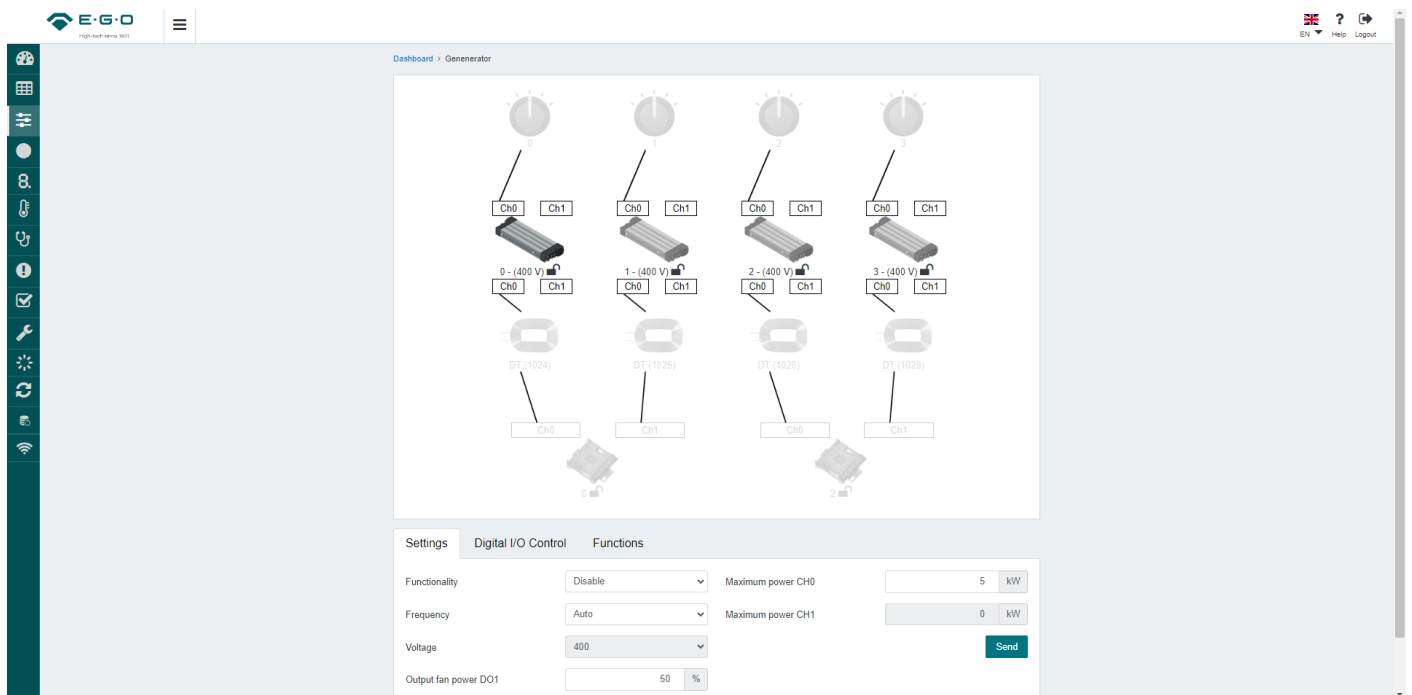 E·G·O
High-tech since 1931
EN Help Logout
Dashboard > Genenerator
0 1 2 3
Ch0 Ch1 Ch0 Ch1 Ch0 Ch1 Ch0 Ch1
0 - (400 V) 1 - (400 V) 2 - (400 V) 3 - (400 V)
Ch0 Ch1 Ch0 Ch1 Ch0 Ch1 Ch0 Ch1
DT (1024) DT (1025) DT (1028) DT (1029)
Ch0 Ch1 Ch0 Ch1
0 2
Settings Digital I/O Control Functions
Functionality Disable Maximum power CH0 5 kW
Frequency Auto Maximum power CH1 0 kW
Voltage 400 Send
Output fan power DO1 50 %